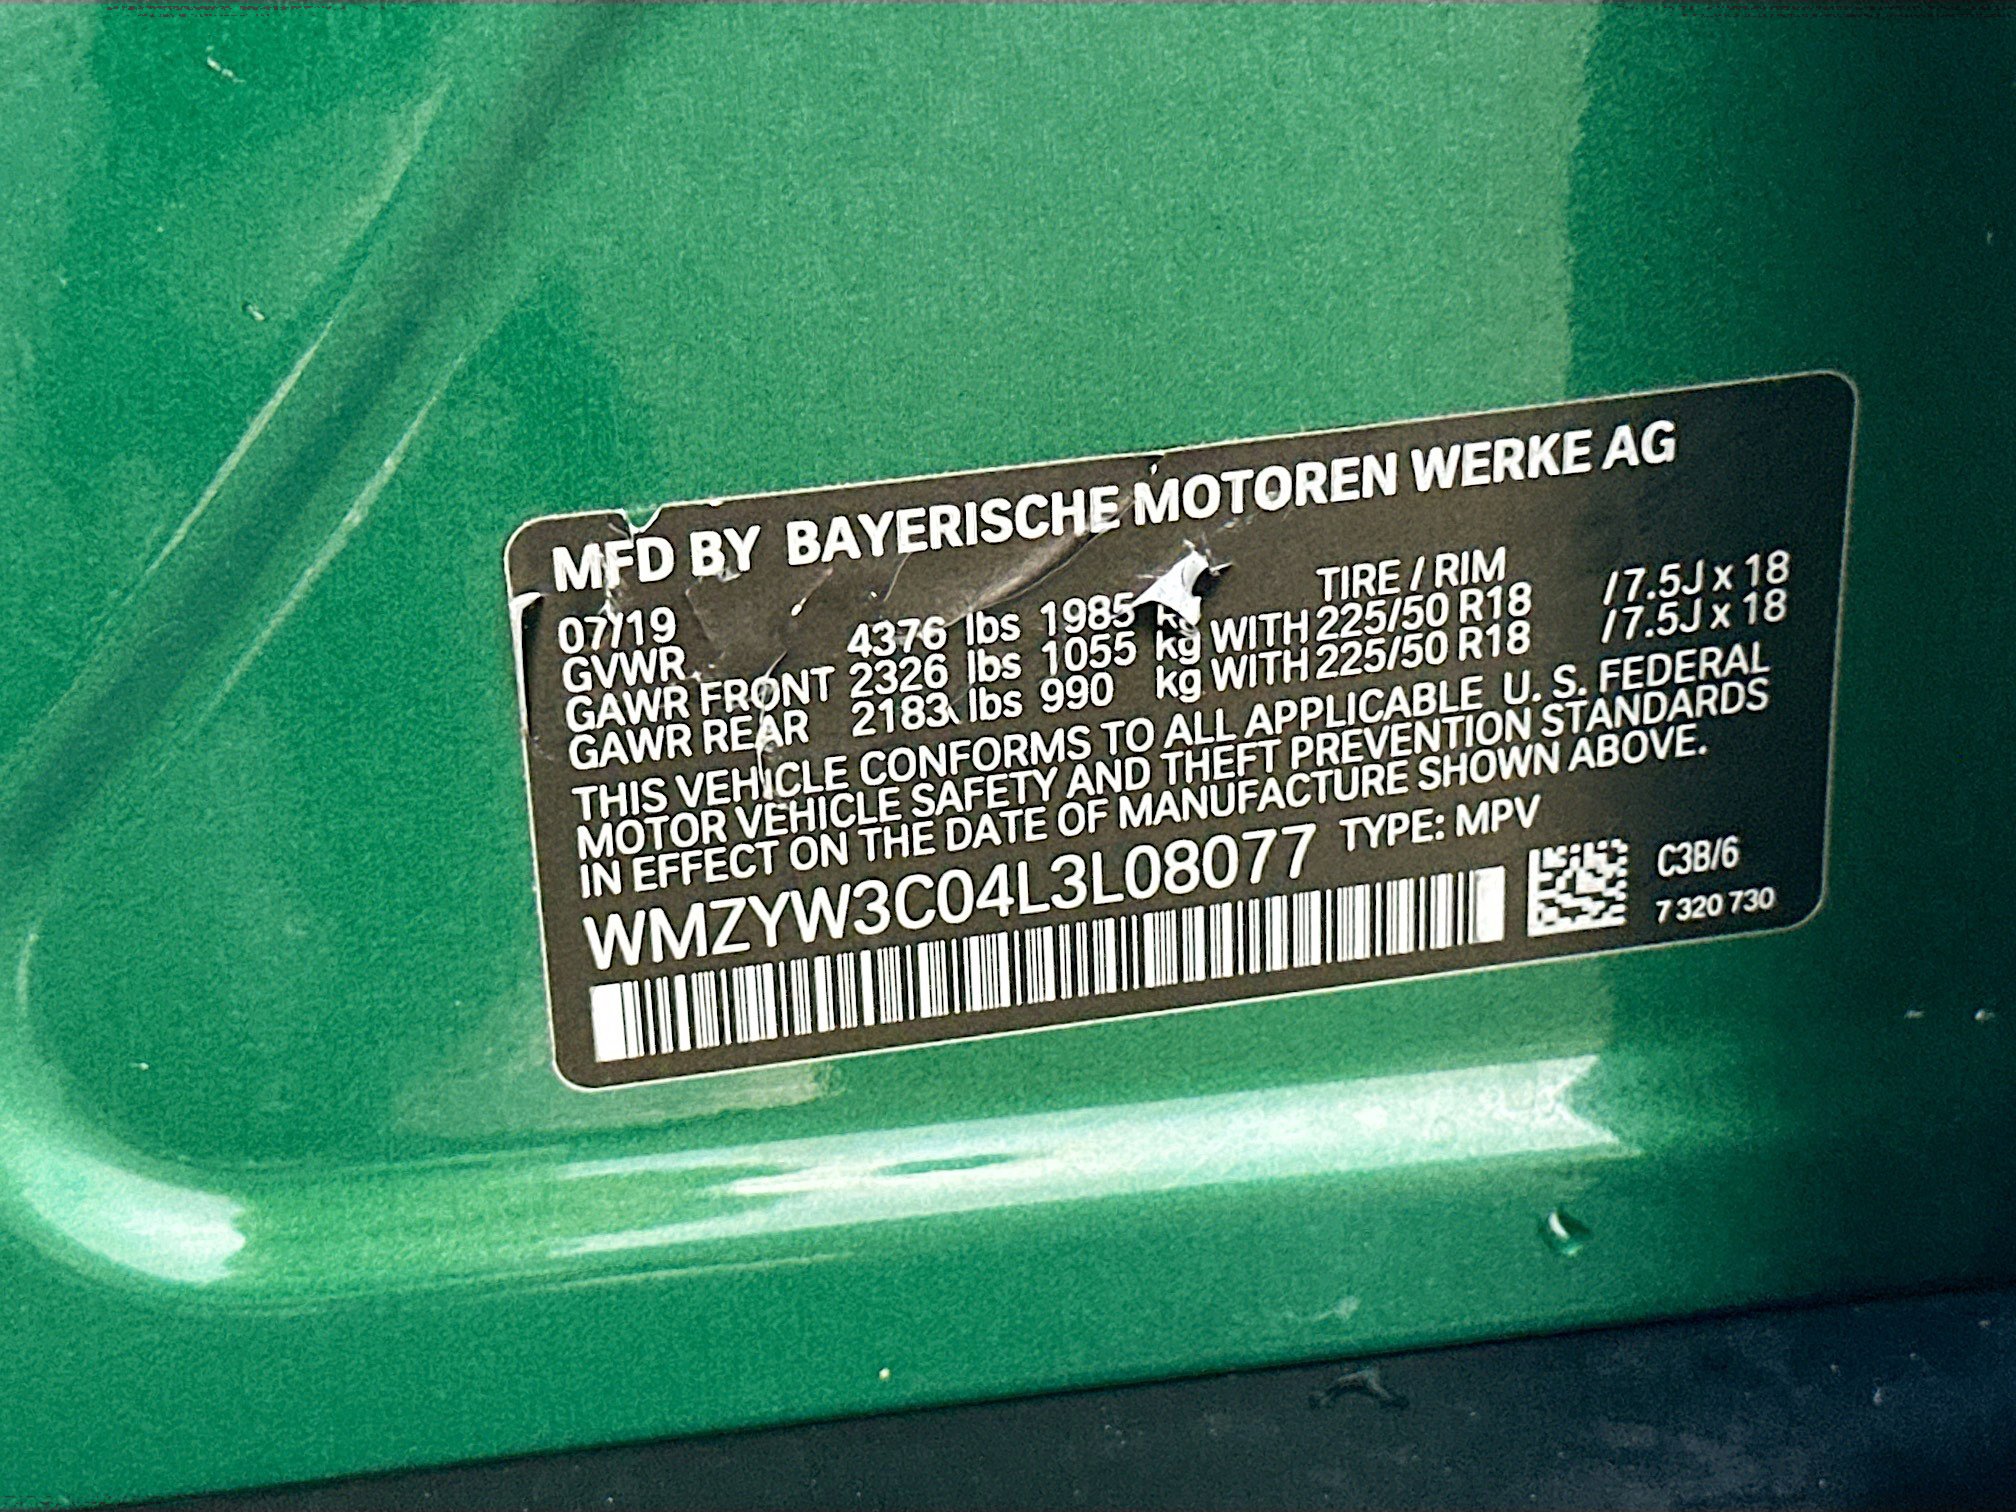 MFD BY BAYERISCHE MOTOREN WERKE AG
07/19 TIRE / RIM
GVWR 4376 lbs 1985 kg
GAWR FRONT 2326 lbs 1055 kg WITH 225/50 R18 /7.5J x 18
GAWR REAR 2183 lbs 990 kg WITH 225/50 R18 /7.5J x 18
THIS VEHICLE CONFORMS TO ALL APPLICABLE U. S. FEDERAL
MOTOR VEHICLE SAFETY AND THEFT PREVENTION STANDARDS
IN EFFECT ON THE DATE OF MANUFACTURE SHOWN ABOVE.
WMZYW3C04L3L08077 TYPE: MPV
C3B/6
7 320 730